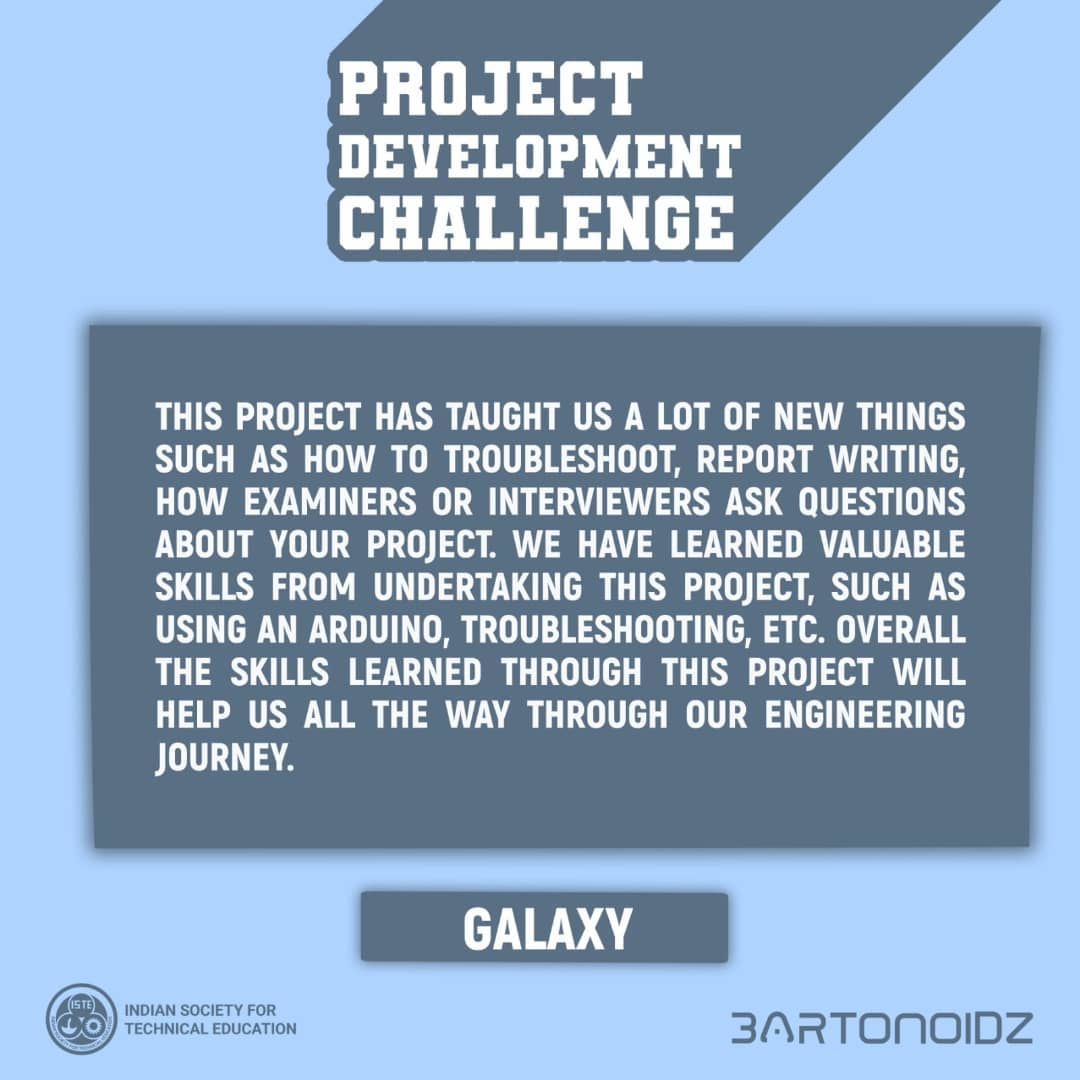 PROJECT
DEVELOPMENT
CHALLENGE
THIS PROJECT HAS TAUGHT US A LOT OF NEW THINGS
SUCH AS HOW TO TROUBLESHOOT, REPORT WRITING,
HOW EXAMINERS OR INTERVIEWERS ASK QUESTIONS
ABOUT YOUR PROJECT. WE HAVE LEARNED VALUABLE
SKILLS FROM UNDERTAKING THIS PROJECT, SUCH AS
USING AN ARDUINO, TROUBLESHOOTING, ETC. OVERALL
THE SKILLS LEARNED THROUGH THIS PROJECT WILL
HELP US ALL THE WAY THROUGH OUR ENGINEERING
JOURNEY.
GALAXY
ISTE
INDIAN SOCIETY FOR
TECHNICAL EDUCATION
BARTONOIDZ